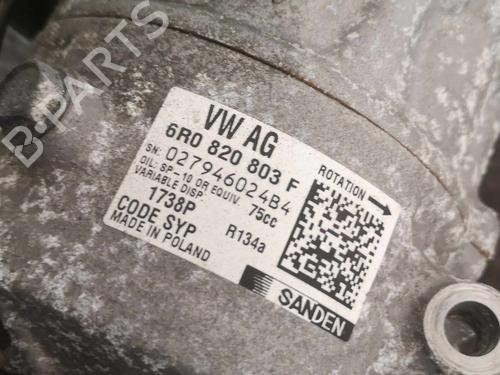 B-PARTS
VW AG
6R0 820 803 F
SN: 027946024B4
OIL: SP-10 OR EQUIV. 75cc
VARIABLE DISP.
1738P R134a
CODE SYP
MADE IN POLAND
ROTATION
SANDEN